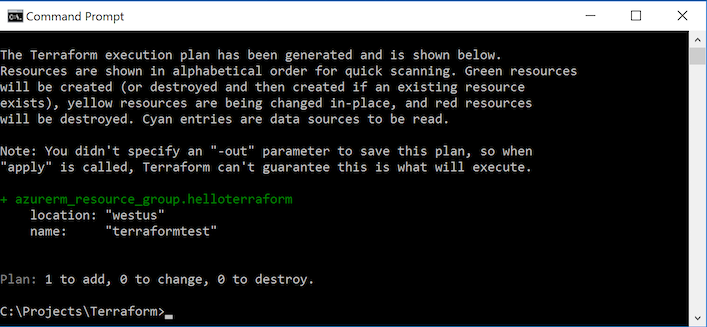 Command Prompt
The Terraform execution plan has been generated and is shown below.
Resources are shown in alphabetical order for quick scanning. Green resources
will be created (or destroyed and then created if an existing resource
exists), yellow resources are being changed in-place, and red resources
will be destroyed. Cyan entries are data sources to be read.
Note: You didn't specify an "-out" parameter to save this plan, so when
"apply" is called, Terraform can't guarantee this is what will execute.
+ azurerm_resource_group.helloterraform
location: "westus"
name: "terraformtest"
Plan: 1 to add, 0 to change, 0 to destroy.
C:\Projects\Terraform>